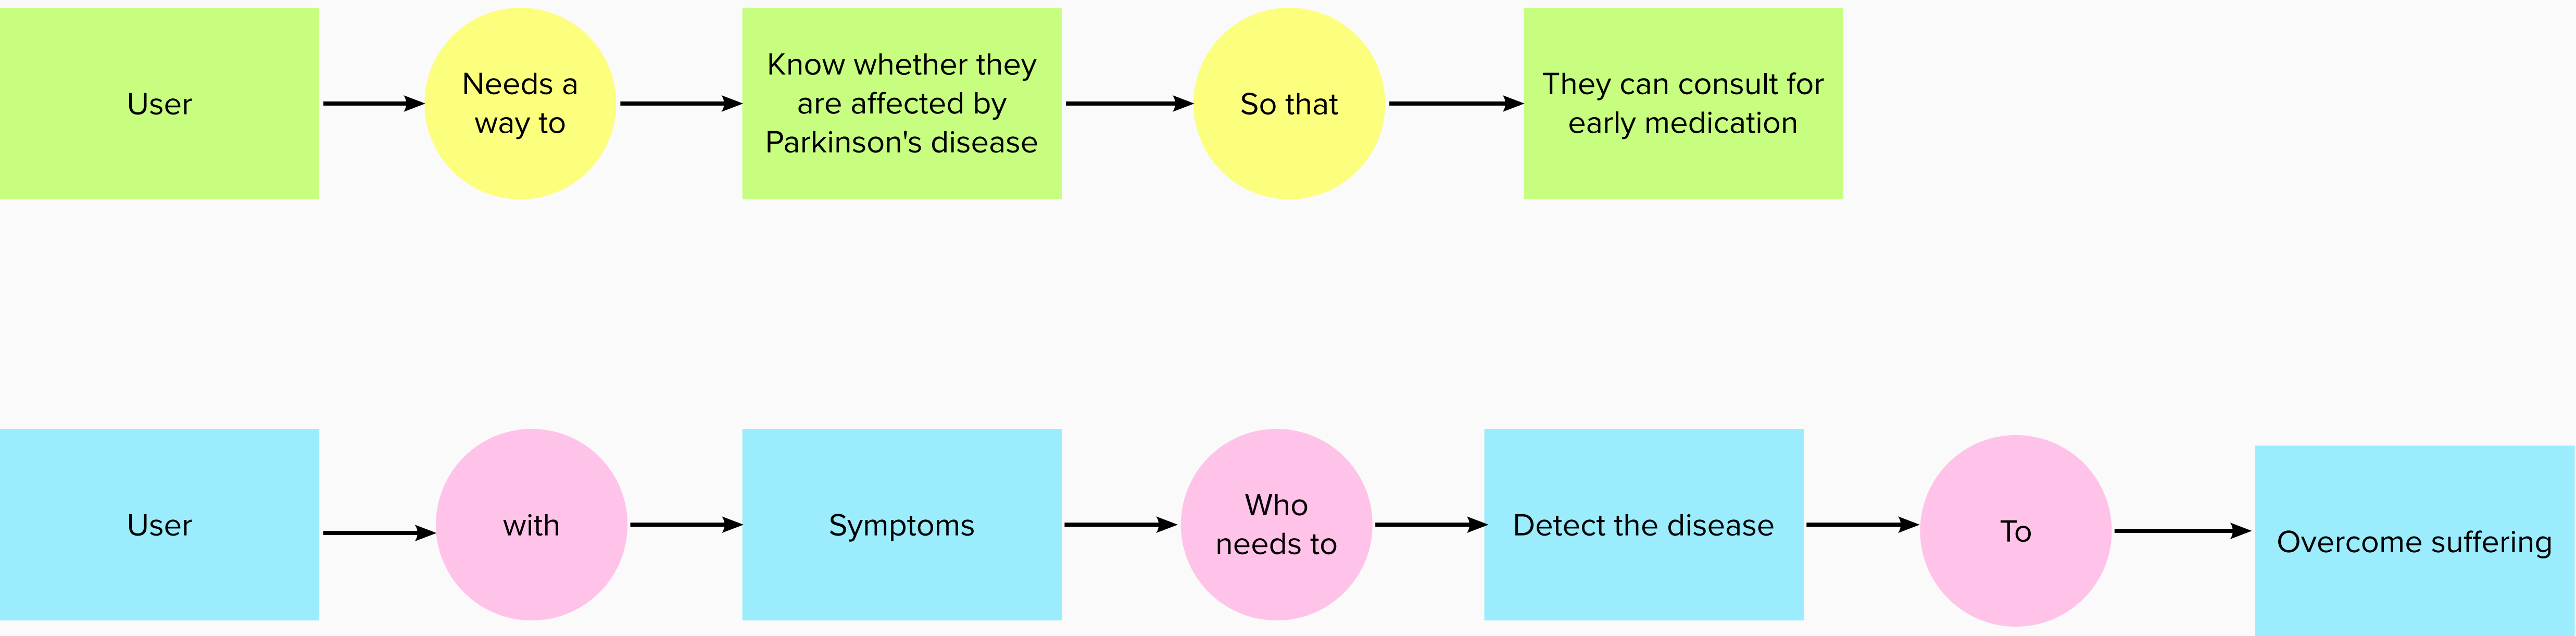 User
Needs a
way to
Know whether they
are affected by
Parkinson's disease
So that
They can consult for
early medication
User
with
Symptoms
Who
needs to
Detect the disease
To
Overcome suffering